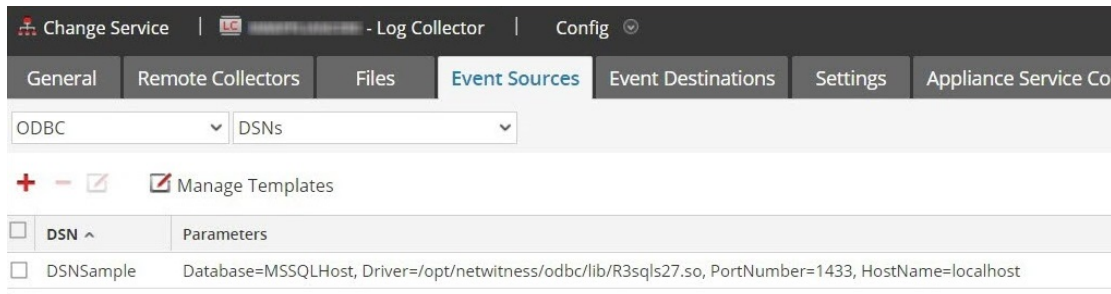 Change Service | LC - Log Collector | Config
General Remote Collectors Files Event Sources Event Destinations Settings Appliance Service Co
ODBC DSNs
Manage Templates
DSN Parameters
DSNSample Database=MSSQLHost, Driver=/opt/netwitness/odbc/lib/R3sqls27.so, PortNumber=1433, HostName=localhost